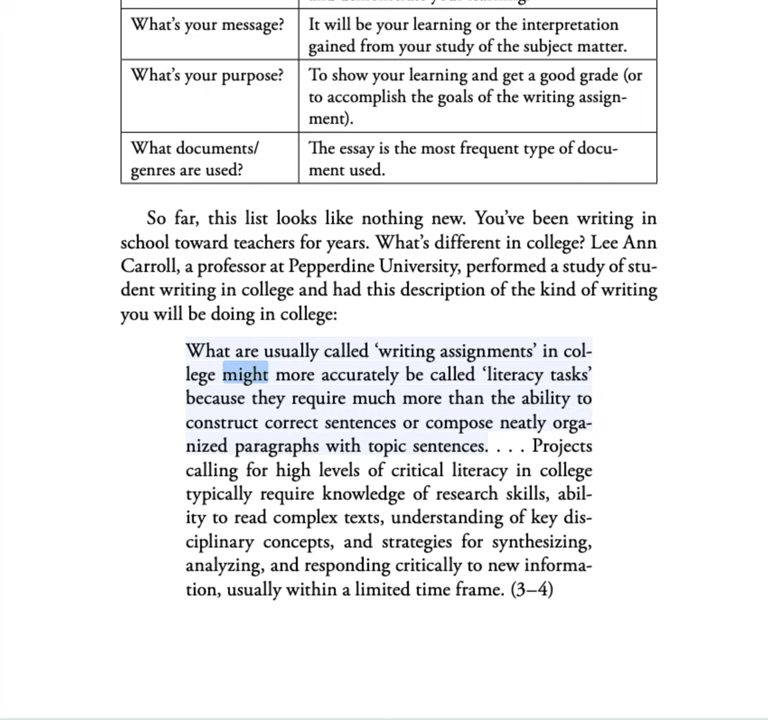 What's your message?
It will be your learning or the interpretation
gained from your study of the subject matter.
What's your purpose?
To show your learning and get a good grade (or
to accomplish the goals of the writing assign-
ment).
What documents/
genres are used?
The essay is the most frequent type of docu-
ment used.
So far, this list looks like nothing new. You've been writing in
school toward teachers for years. What's different in college? Lee Ann
Carroll, a professor at Pepperdine University, performed a study of stu-
dent writing in college and had this description of the kind of writing
you will be doing in college:
What are usually called 'writing assignments' in col-
lege might more accurately be called 'literacy tasks'
because they require much more than the ability to
construct correct sentences or compose neatly orga-
nized paragraphs with topic sentences. . . . Projects
calling for high levels of critical literacy in college
typically require knowledge of research skills, abil-
ity to read complex texts, understanding of key dis-
ciplinary concepts, and strategies for synthesizing,
analyzing, and responding critically to new informa-
tion, usually within a limited time frame. (3–4)